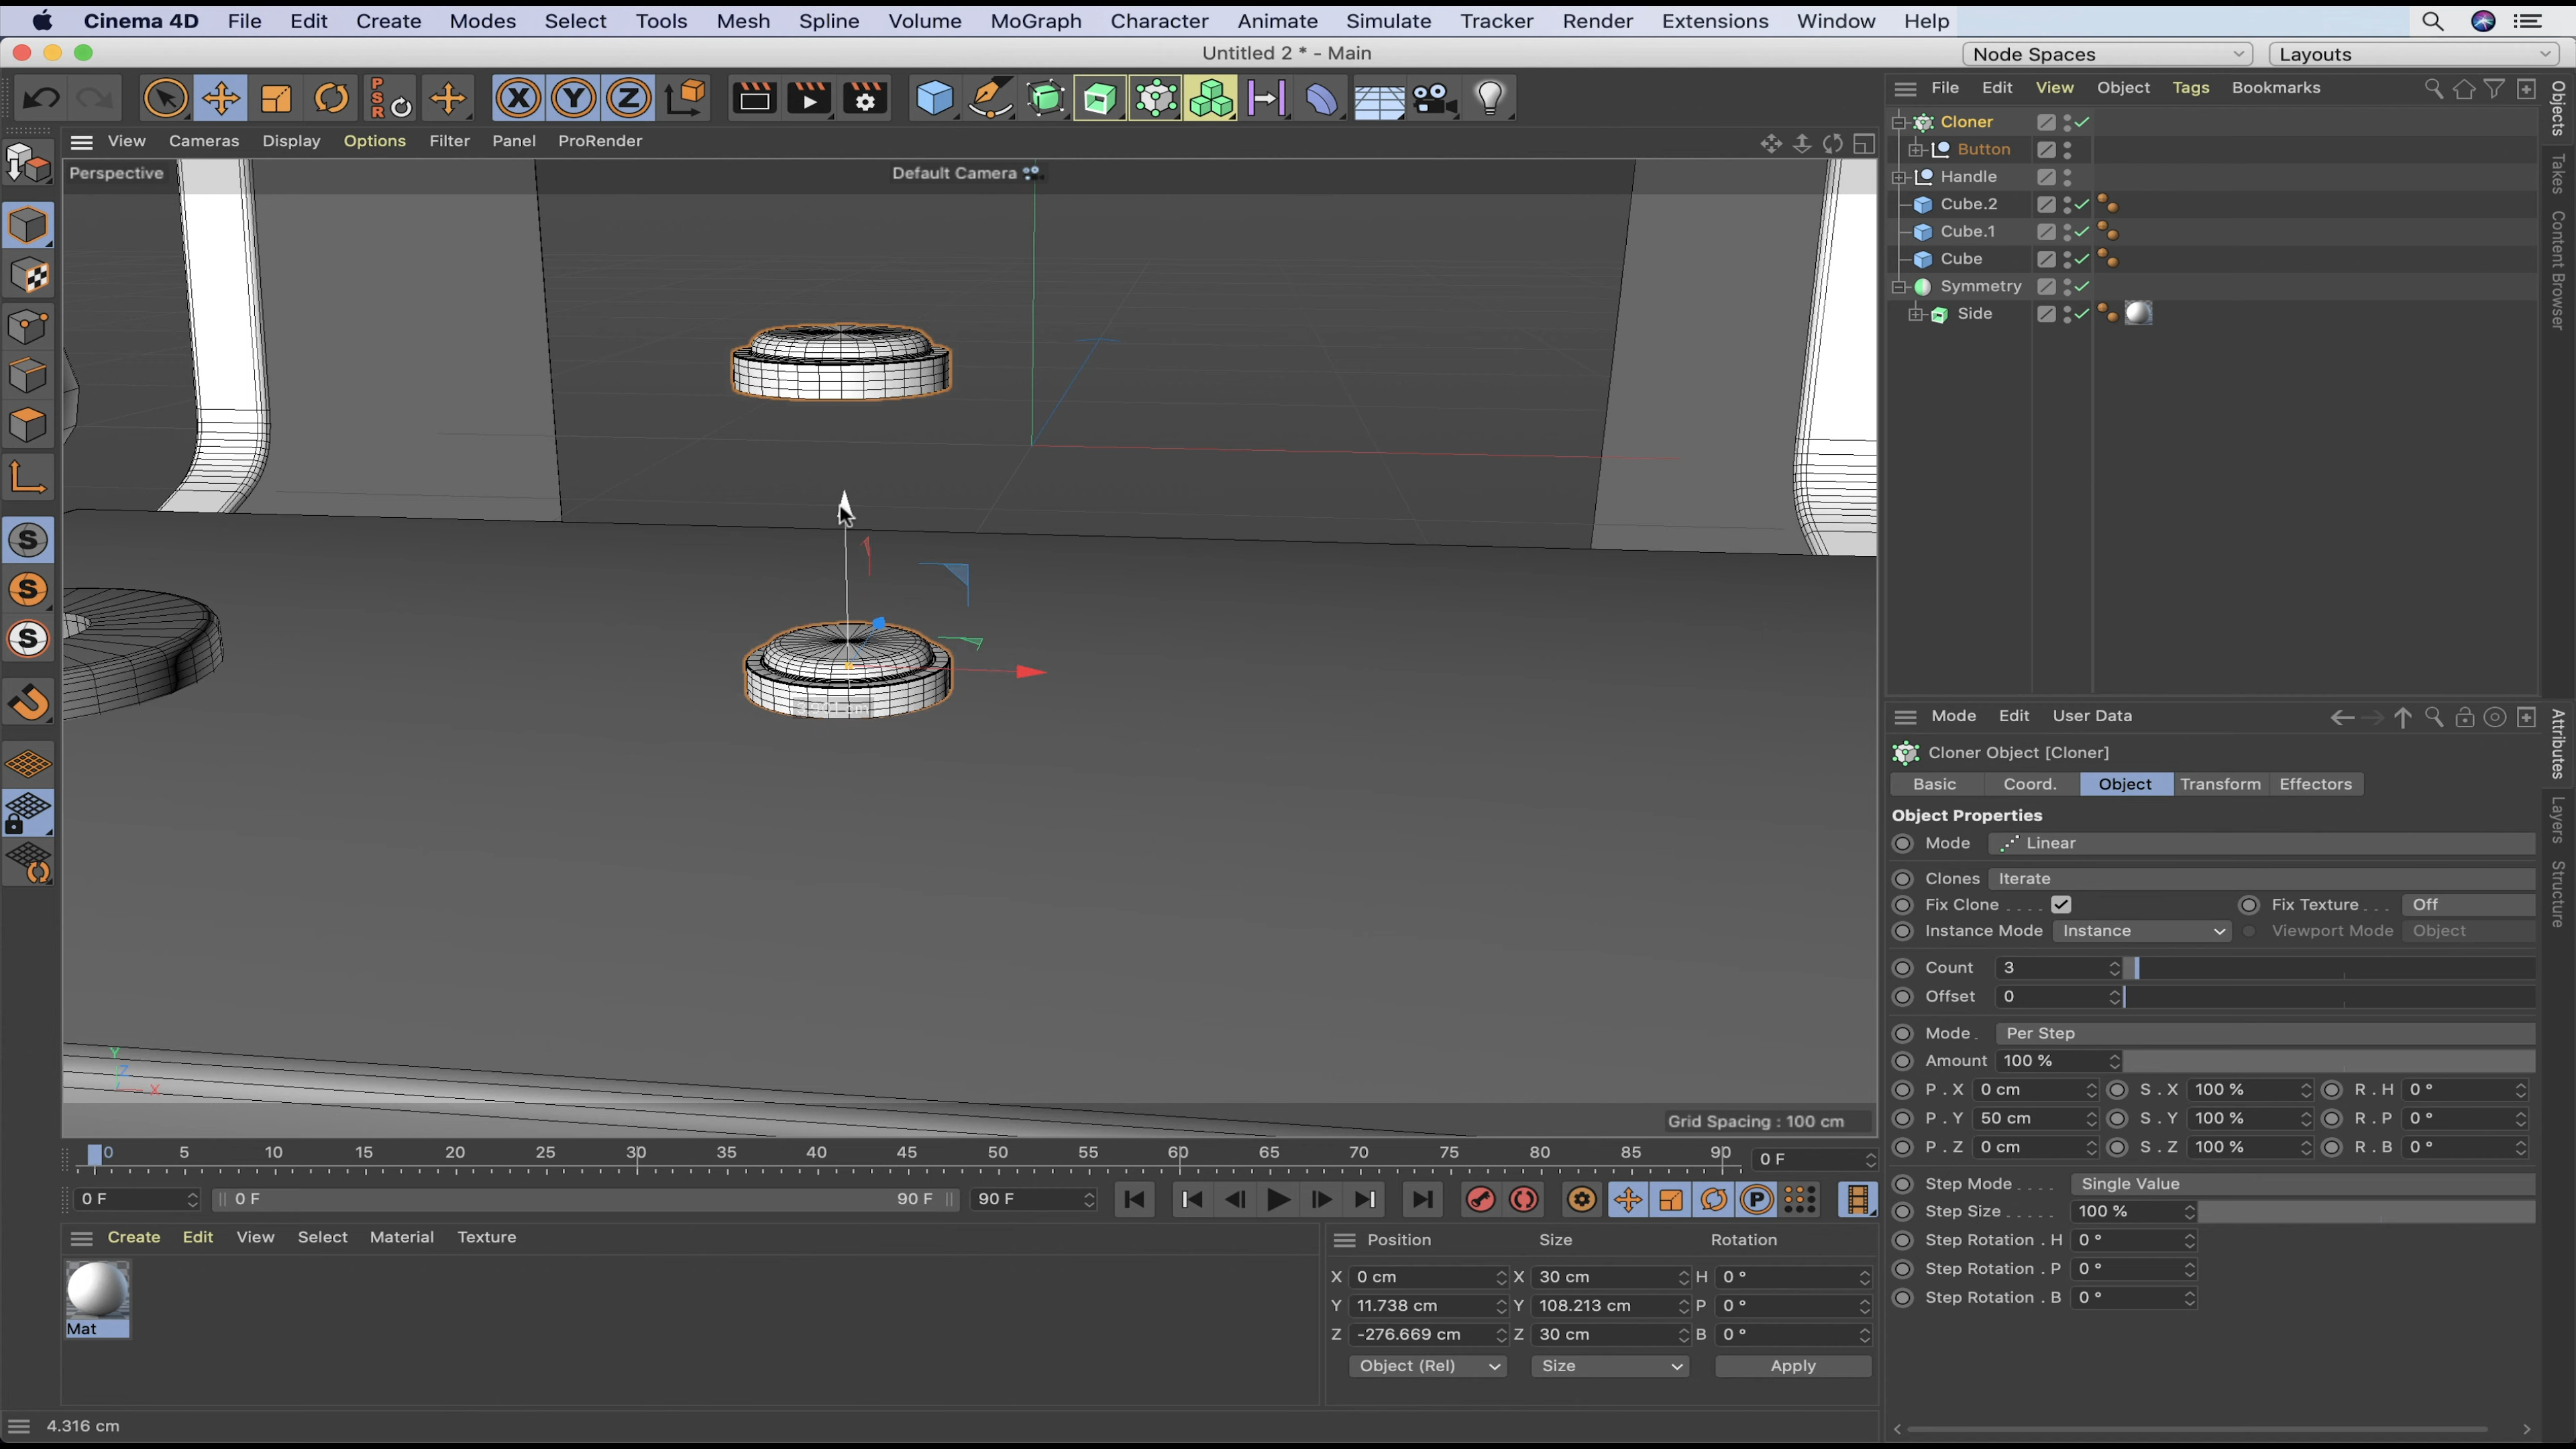 Cinema 4D File Edit Create Modes Select Tools Mesh Spline Volume MoGraph Character Animate Simulate Tracker Render Extensions Window Help
Untitled 2 * - Main
Node Spaces
Layouts
P
S
R
X Y Z
View Cameras Display Options Filter Panel ProRender
Perspective
Default Camera
S
S
S
Y
Z
X
Grid Spacing : 100 cm
0 5 10 15 20 25 30 35 40 45 50 55 60 65 70 75 80 85 90
0 F
0 F
0 F
90 F
90 F
P
Create Edit View Select Material Texture
Mat
Position Size Rotation
X 0 cm X 30 cm H 0 °
Y 11.738 cm Y 108.213 cm P 0 °
Z -276.669 cm Z 30 cm B 0 °
Object (Rel) Size Apply
4.316 cm
File Edit View Object Tags Bookmarks
Cloner
Button
Handle
Cube.2
Cube.1
Cube
Symmetry
Side
Objects
Takes
Content Browser
Mode Edit User Data
Cloner Object [Cloner]
Basic Coord. Object Transform Effectors
Object Properties
Mode Linear
Clones Iterate
Fix Clone . . . . Fix Texture . . . Off
Instance Mode Instance Viewport Mode Object
Count 3
Offset 0
Mode . Per Step
Amount 100 %
P . X 0 cm S . X 100 % R . H 0 °
P . Y 50 cm S . Y 100 % R . P 0 °
P . Z 0 cm S . Z 100 % R . B 0 °
Step Mode . . . . Single Value
Step Size . . . . . 100 %
Step Rotation . H 0 °
Step Rotation . P 0 °
Step Rotation . B 0 °
Attributes
Layers
Structure